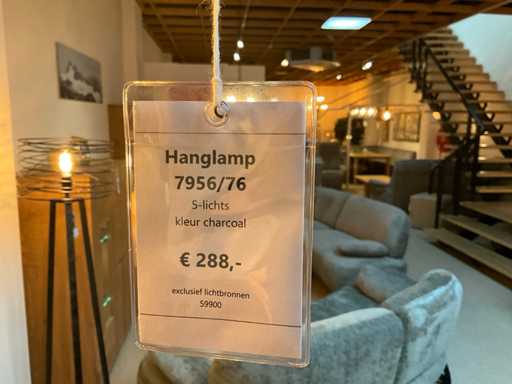 Hanglamp
7956/76
5-lichts
kleur charcoal
€ 288,-
exclusief lichtbronnen
59900